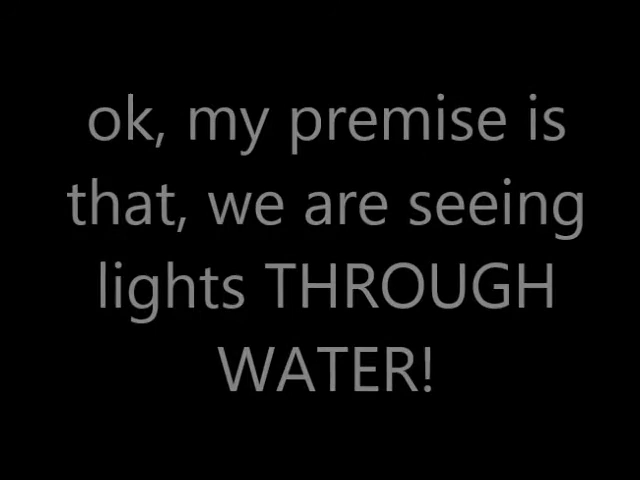 ok, my premise is
that, we are seeing
lights THROUGH
WATER!